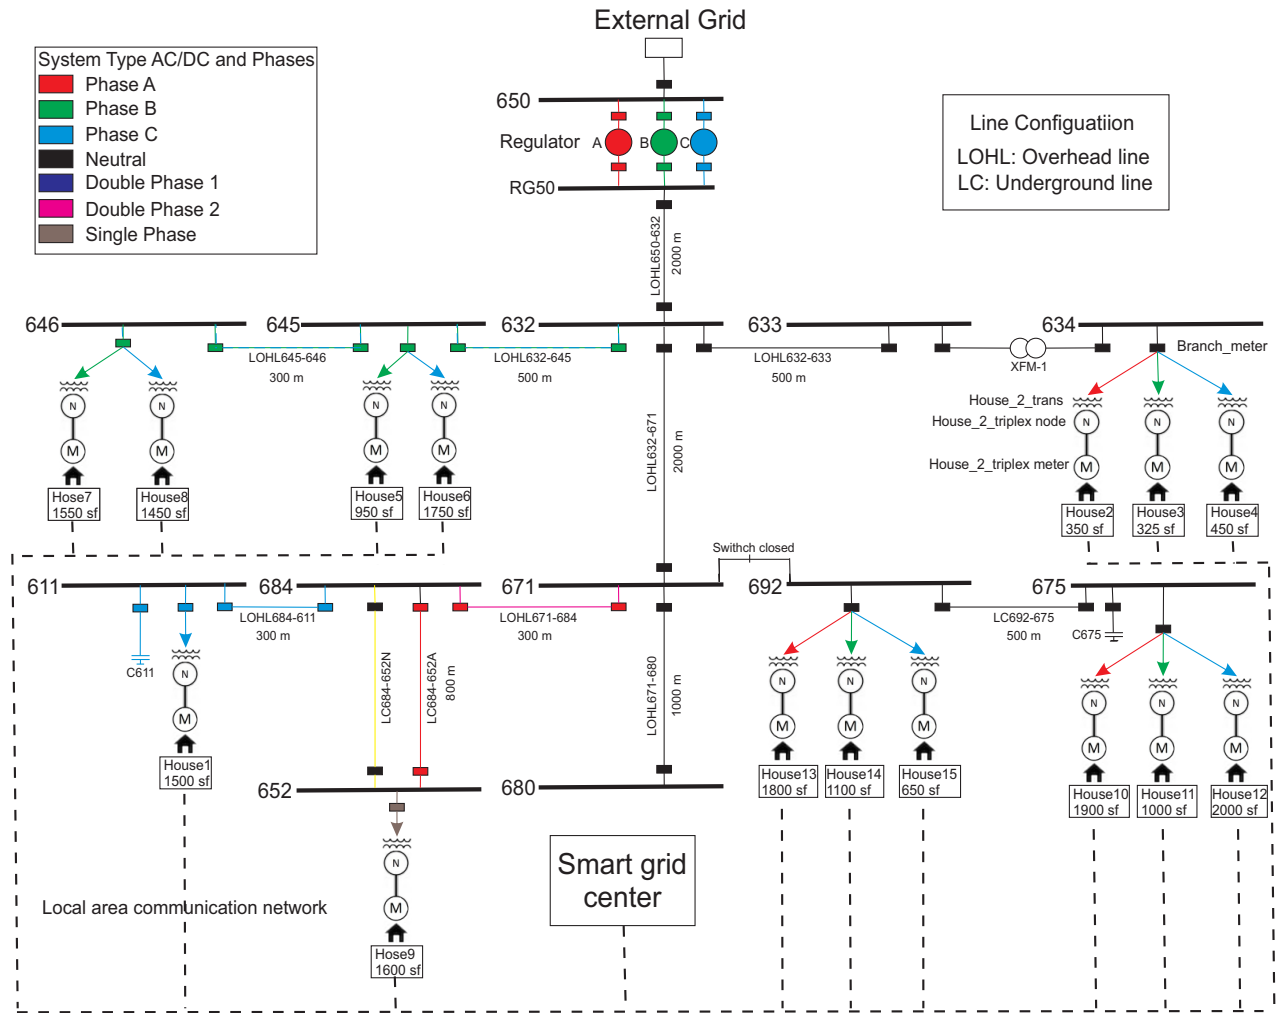 External Grid
System Type AC/DC and Phases
Phase A
Phase B
Phase C
Neutral
Double Phase 1
Double Phase 2
Single Phase
650
Regulator
A
B
C
RG50
Line Configuatiion
LOHL: Overhead line
LC: Underground line
LOHL650-632
2000 m
646
645
632
633
634
LOHL645-646
300 m
LOHL632-645
500 m
LOHL632-633
500 m
XFM-1
Branch_meter
House_2_trans
House_2_triplex node
House_2_triplex meter
N
N
N
N
N
N
N
M
M
M
M
M
M
M
Hose7
1550 sf
House8
1450 sf
House5
950 sf
House6
1750 sf
House2
350 sf
House3
325 sf
House4
450 sf
LOHL632-671
2000 m
Swithch closed
611
684
671
692
675
LOHL684-611
300 m
LOHL671-684
300 m
LC692-675
500 m
C675
C611
LC684-652N
LC684-652A
800 m
LOHL671-680
1000 m
N
N
N
N
N
N
N
M
M
M
M
M
M
M
House1
1500 sf
House13
1800 sf
House14
1100 sf
House15
650 sf
House10
1900 sf
House11
1000 sf
House12
2000 sf
652
680
N
M
Hose9
1600 sf
Smart grid
center
Local area communication network